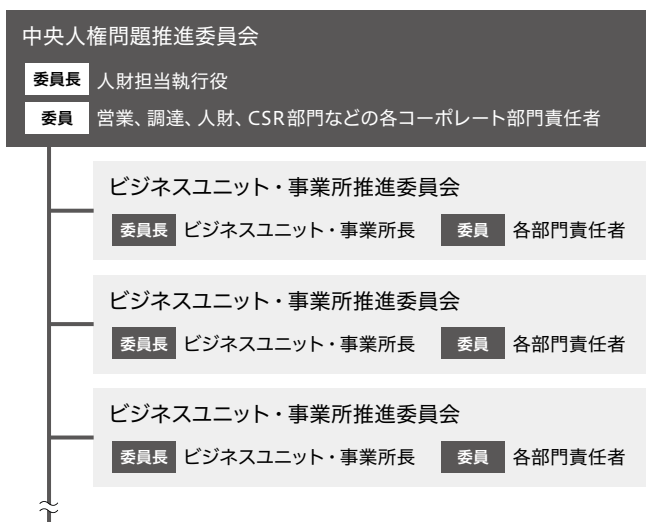 中央人権問題推進委員会
委員長 人財担当執行役
委員 営業、調達、人財、CSR部門などの各コーポレート部門責任者
ビジネスユニット・事業所推進委員会
委員長 ビジネスユニット・事業所長 委員 各部門責任者
ビジネスユニット・事業所推進委員会
委員長 ビジネスユニット・事業所長 委員 各部門責任者
ビジネスユニット・事業所推進委員会
委員長 ビジネスユニット・事業所長 委員 各部門責任者